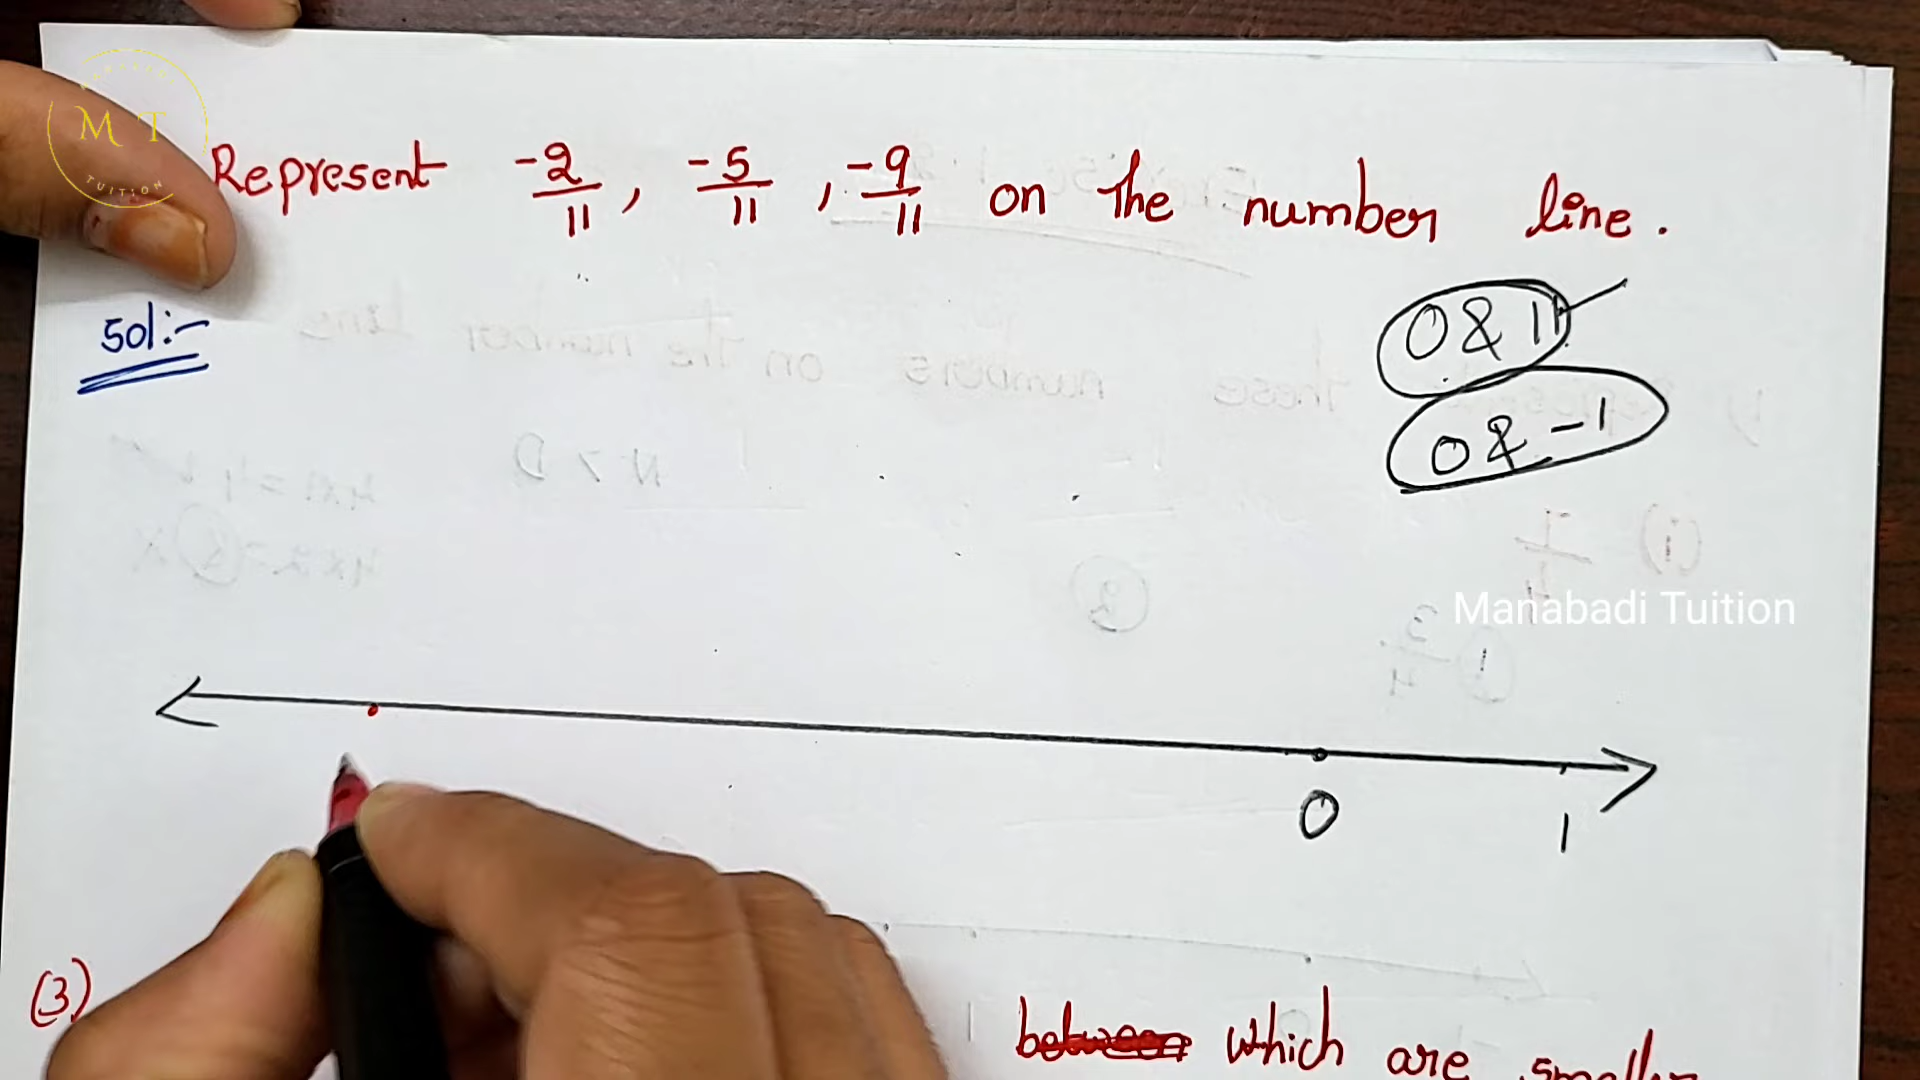 M T
TUITION
Represent -2/11, -5/11, -9/11 on the number line.
Sol:-
0 & 1
0 & -1
Manabadi Tuition
0 1
(3)
between which are smaller